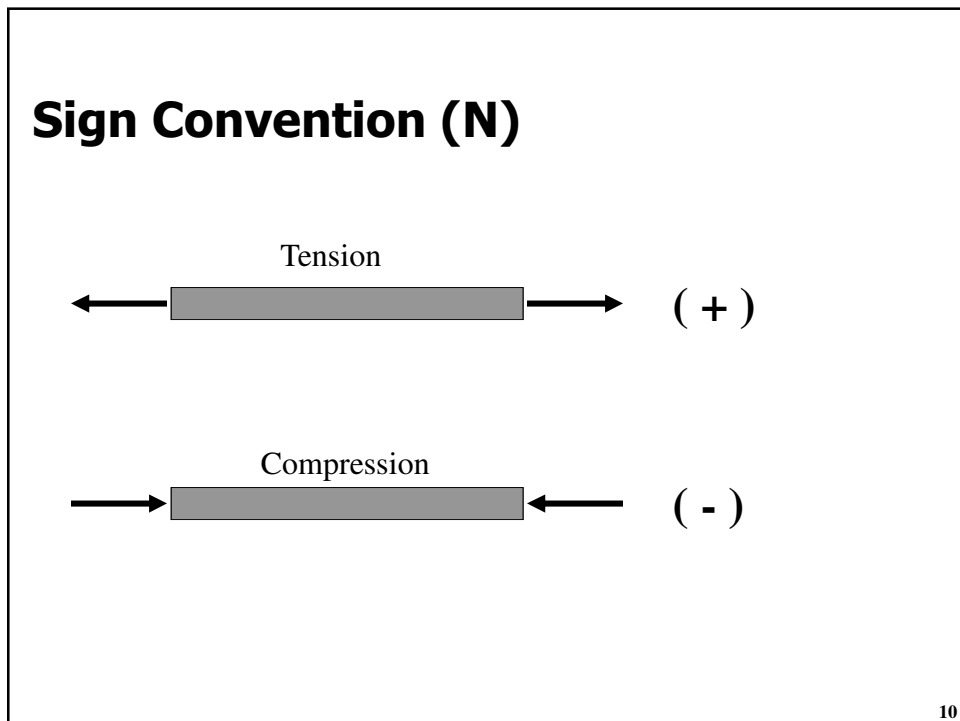 Sign Convention (N)
Tension
( + )
Compression
( - )
10